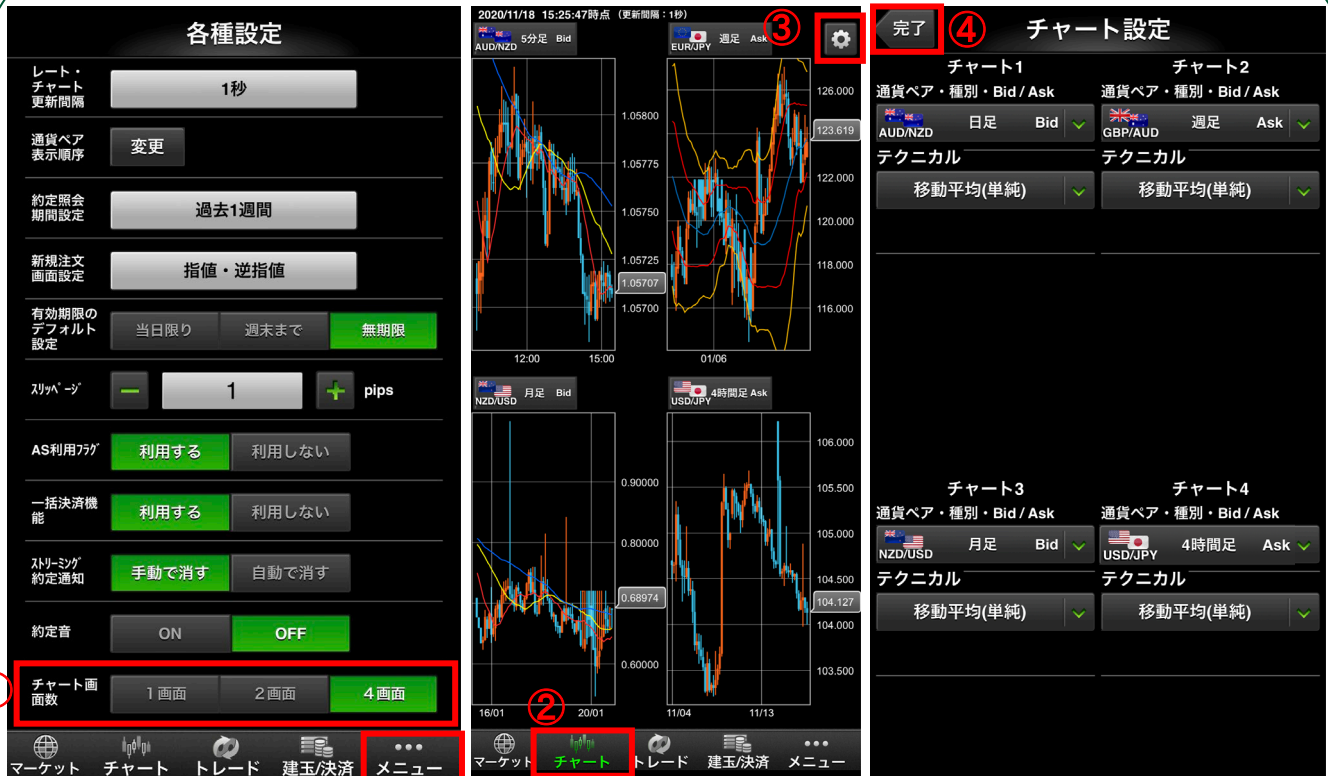 各種設定
レート・
チャート
更新間隔
1秒
通貨ペア
表示順序
変更
約定照会
期間設定
過去1週間
新規注文
画面設定
指値・逆指値
有効期限の
デフォルト
設定
当日限り
週末まで
無期限
ｽﾘｯﾍﾟｰｼﾞ
1
pips
AS利用ﾌﾗｸﾞ
利用する
利用しない
一括決済機
能
利用する
利用しない
ｽﾄﾘｰﾐﾝｸﾞ
約定通知
手動で消す
自動で消す
約定音
ON
OFF
チャート画
面数
1画面
2画面
4画面
マーケット
チャート
トレード
建玉/決済
メニュー
2020/11/18 15:25:47時点 (更新間隔：1秒)
③
AUD/NZD
5分足 Bid
1.05800
1.05775
1.05750
1.05725
1.05707
1.05700
12:00
15:00
EUR/JPY
週足 Ask
126.000
123.619
122.000
120.000
118.000
116.000
01/06
NZD/USD
月足 Bid
0.90000
0.80000
0.68974
0.60000
16/01
20/01
USD/JPY
4時間足 Ask
106.000
105.500
105.000
104.500
104.127
104.000
103.500
11/04
11/13
②
マーケット
チャート
トレード
建玉/決済
メニュー
完了
④
チャート設定
チャート1
通貨ペア・種別・Bid / Ask
AUD/NZD
日足
Bid
テクニカル
移動平均(単純)
チャート2
通貨ペア・種別・Bid / Ask
GBP/AUD
週足
Ask
テクニカル
移動平均(単純)
チャート3
通貨ペア・種別・Bid / Ask
NZD/USD
月足
Bid
テクニカル
移動平均(単純)
チャート4
通貨ペア・種別・Bid / Ask
USD/JPY
4時間足
Ask
テクニカル
移動平均(単純)